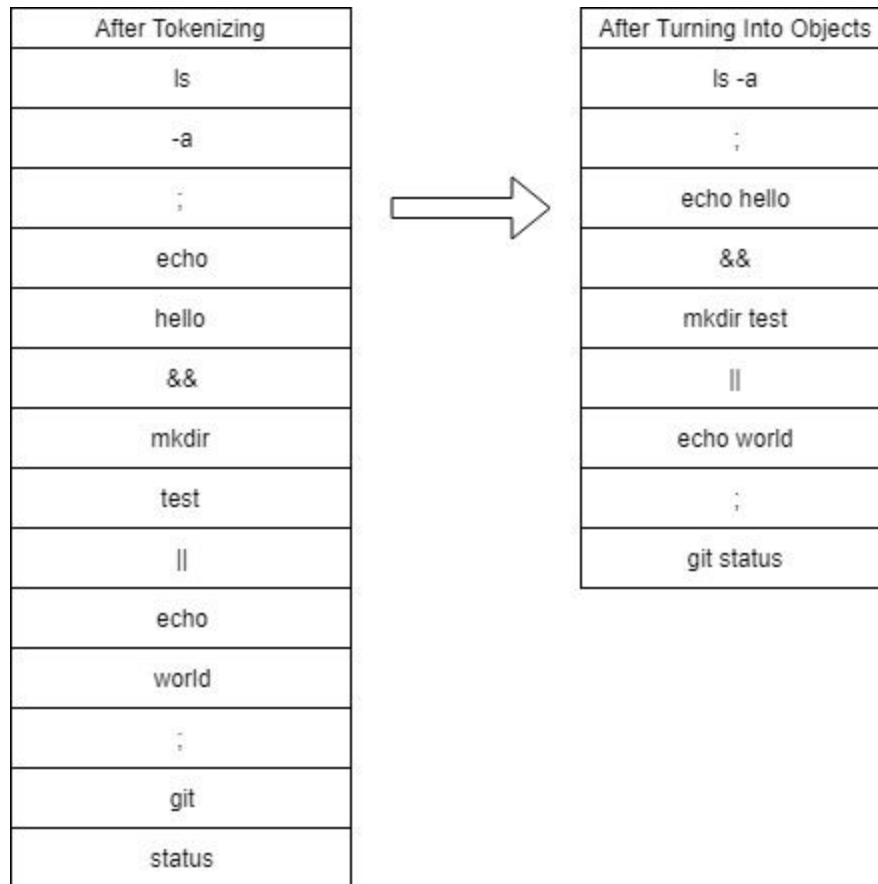 After Tokenizing
ls
-a
;
echo
hello
&&
mkdir
test
||
echo
world
;
git
status
After Turning Into Objects
ls -a
;
echo hello
&&
mkdir test
||
echo world
;
git status